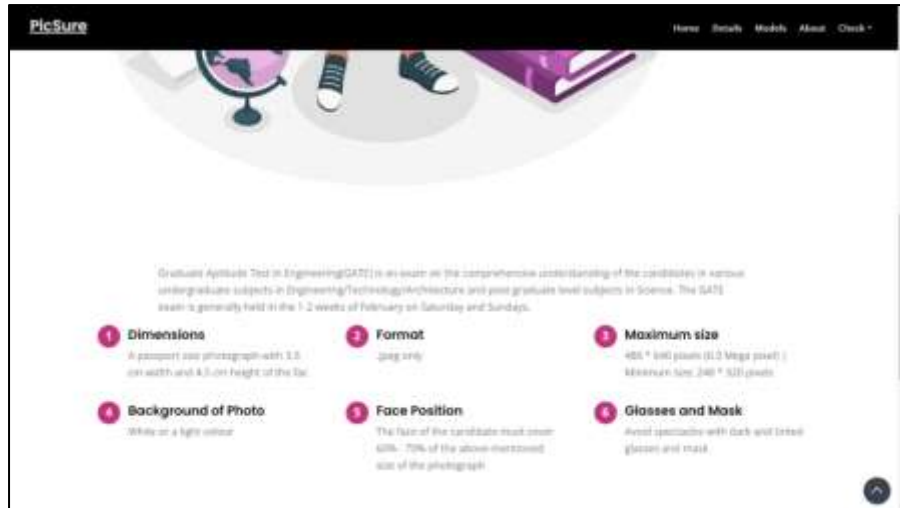 PicSure
Home Details Models About Check
Graduate Aptitude Test in Engineering(GATE) is an exam on the comprehensive understanding of the candidates in various
undergraduate subjects in Engineering/Technology/Architecture and post-graduate level subjects in Science. The GATE
exam is generally held in the 1-2 weeks of February on Saturday and Sundays.
1 Dimensions
A passport size photograph with 3.5
cm width and 4.5 cm height of the
2 Format
.jpeg only
3 Maximum size
480 * 640 pixels (0.3 Mega pixel) |
Minimum Size: 240 * 320 pixels
4 Background of Photo
White or a light colour
5 Face Position
The face of the candidate must cover
60% - 70% of the above-mentioned
size of the photograph
6 Glasses and Mask
Avoid spectacles with dark and tinted
glasses and mask